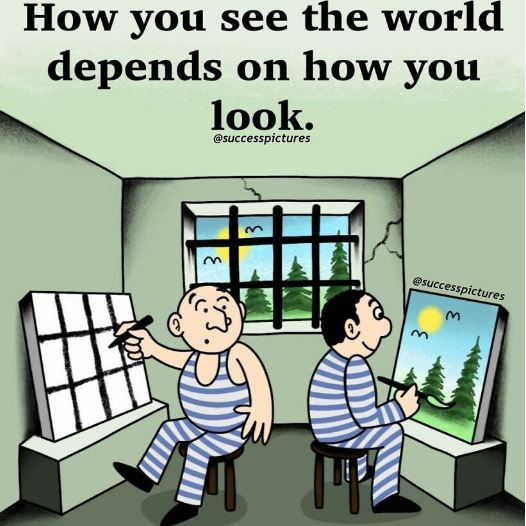 How you see the world
depends on how you
look.
@successpictures
@successpictures